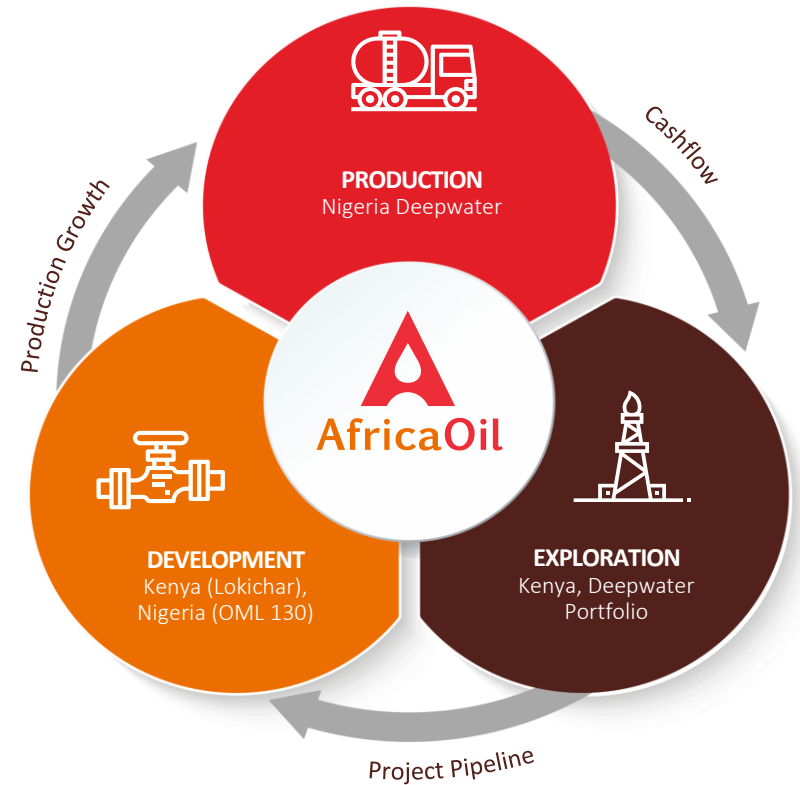 PRODUCTION
Nigeria Deepwater
Cashflow
Production Growth
AfricaOil
DEVELOPMENT
Kenya (Lokichar),
Nigeria (OML 130)
EXPLORATION
Kenya, Deepwater
Portfolio
Project Pipeline